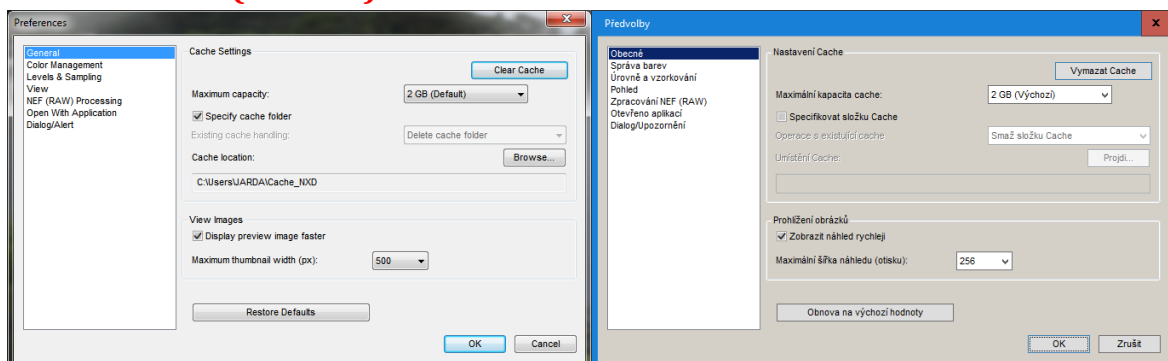 Preferences
General
Color Management
Levels & Sampling
View
NEF (RAW) Processing
Open With Application
Dialog/Alert
Cache Settings
Clear Cache
Maximum capacity: 2 GB (Default)
Specify cache folder
Existing cache handling: Delete cache folder
Cache location: Browse...
C:\Users\JARDA\Cache_NXD
View Images
Display preview image faster
Maximum thumbnail width (px): 500
Restore Defaults
OK Cancel
Předvolby
Obecné
Správa barev
Úrovně a vzorkování
Pohled
Zpracování NEF (RAW)
Otevřeno aplikací
Dialog/Upozornění
Nastavení Cache
Vymazat Cache
Maximální kapacita cache: 2 GB (Výchozí)
Specifikovat složku Cache
Operace s existující cache Smaž složku Cache
Umístění Cache: Projdi...
Prohlížení obrázků
Zobrazit náhled rychleji
Maximální šířka náhledu (otisku): 256
Obnova na výchozí hodnoty
OK Zrušit